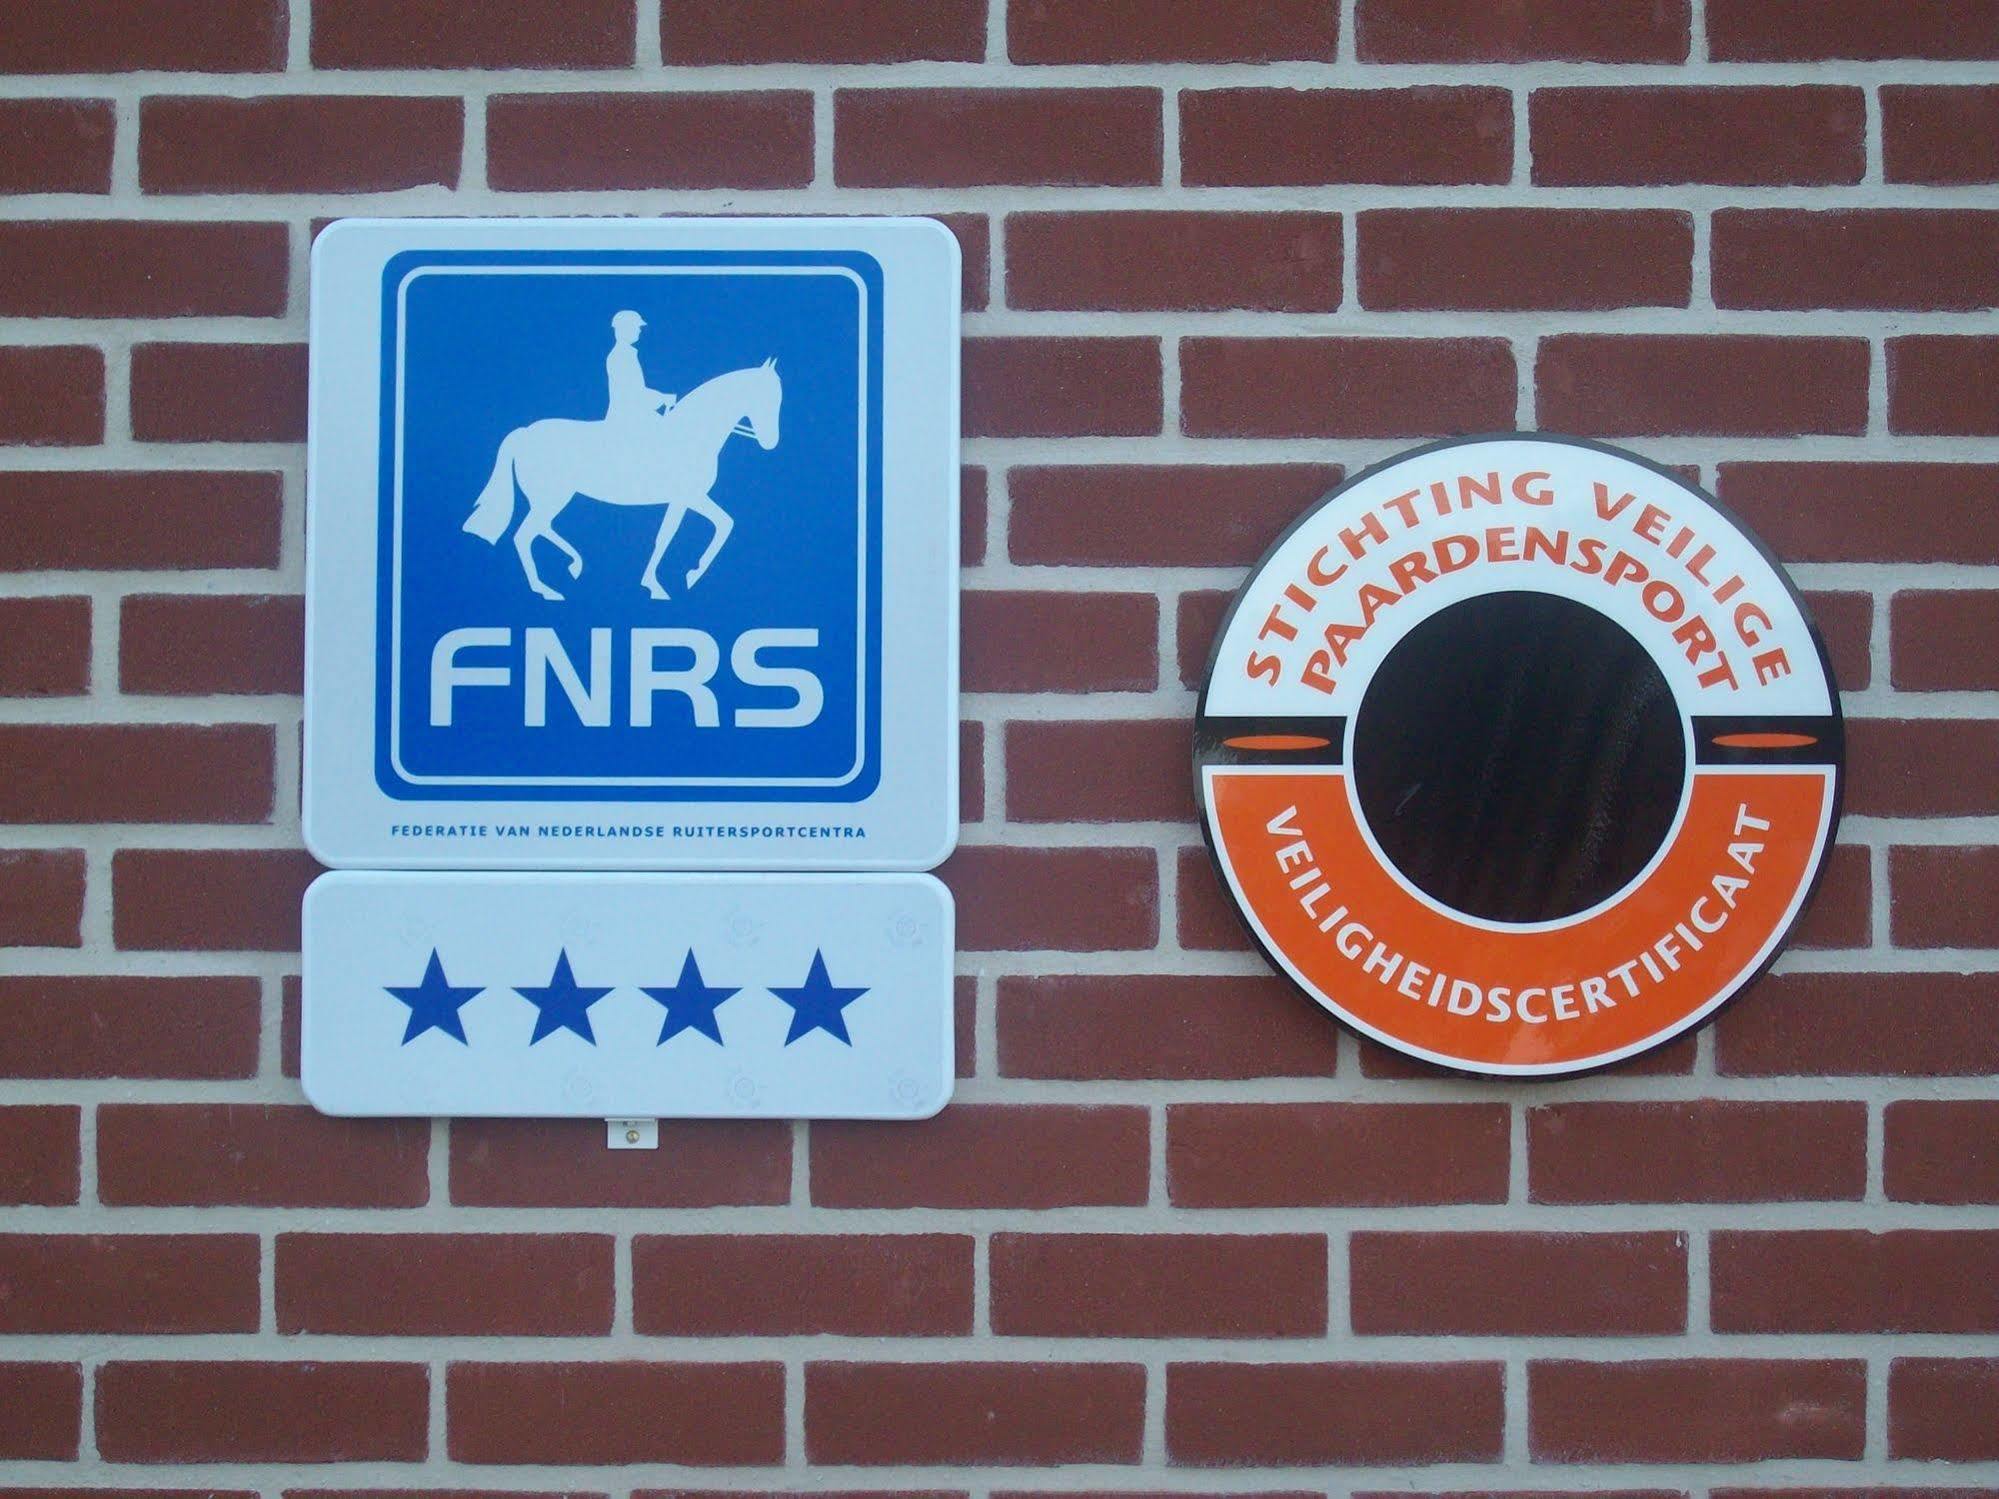 FNRS
FEDERATIE VAN NEDERLANDSE RUITERSPORTCENTRA
STICHTING VEILIGE
PAARDENSPORT
VEILIGHEIDSCERTIFICAAT